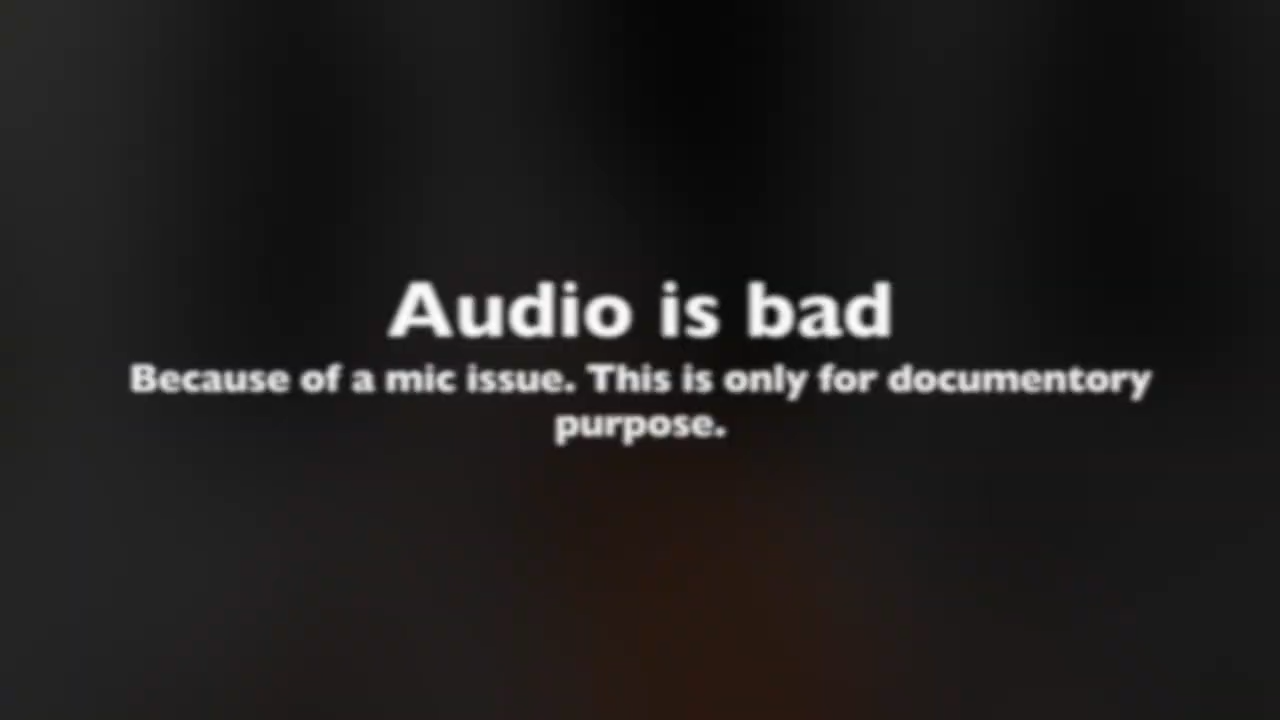 Audio is bad
Because of a mic issue. This is only for documentory
purpose.